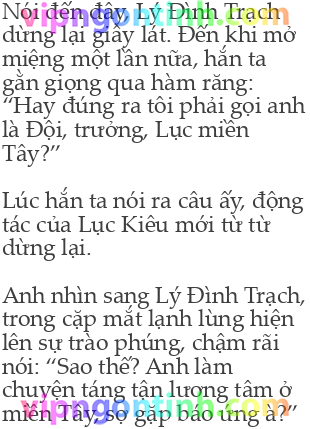 Nói đến đây, Lý Đình Trạch
dừng lại giây lát. Đến khi mở
miệng một lần nữa, hắn ta
gằn giọng qua hàm răng:
“Hay đúng ra tôi phải gọi anh
là Đội, trưởng, Lục miền
Tây?”
Lúc hắn ta nói ra câu ấy, động
tác của Lục Kiêu mới từ từ
dừng lại.
Anh nhìn sang Lý Đình Trạch,
trong cặp mắt lạnh lùng hiện
lên sự trào phúng, chậm rãi
nói: “Sao thế? Anh làm
chuyện táng tận lương tâm ở
miền Tây, sợ gặp báo ứng à?”
vipngontinh.com
vipngontinh.com